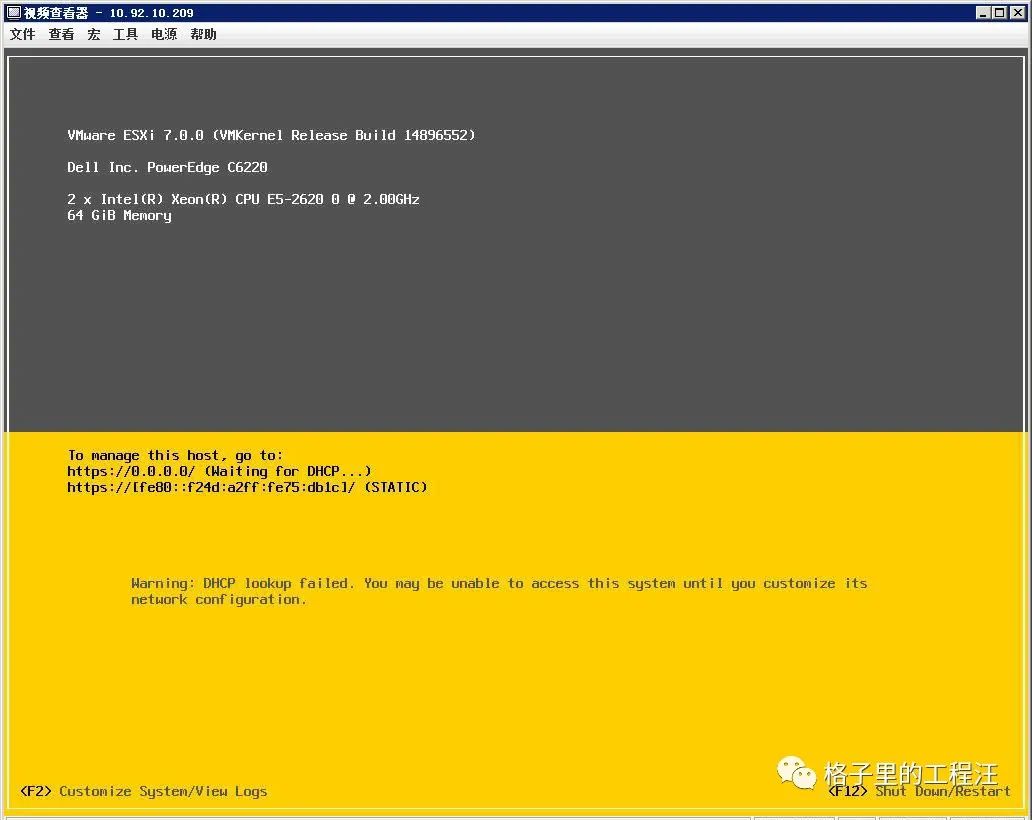 视频查看器 - 10.92.10.209
文件 查看 宏 工具 电源 帮助
VMware ESXi 7.0.0 (VMKernel Release Build 14896552)
Dell Inc. PowerEdge C6220
2 x Intel(R) Xeon(R) CPU E5-2620 0 @ 2.00GHz
64 GiB Memory
To manage this host, go to:
https://0.0.0.0/ (Waiting for DHCP...)
https://[fe80::f24d:a2ff:fe75:db1c]/ (STATIC)
Warning: DHCP lookup failed. You may be unable to access this system until you customize its
network configuration.
格子里的工程汪
<F2> Customize System/View Logs <F12> Shut Down/Restart